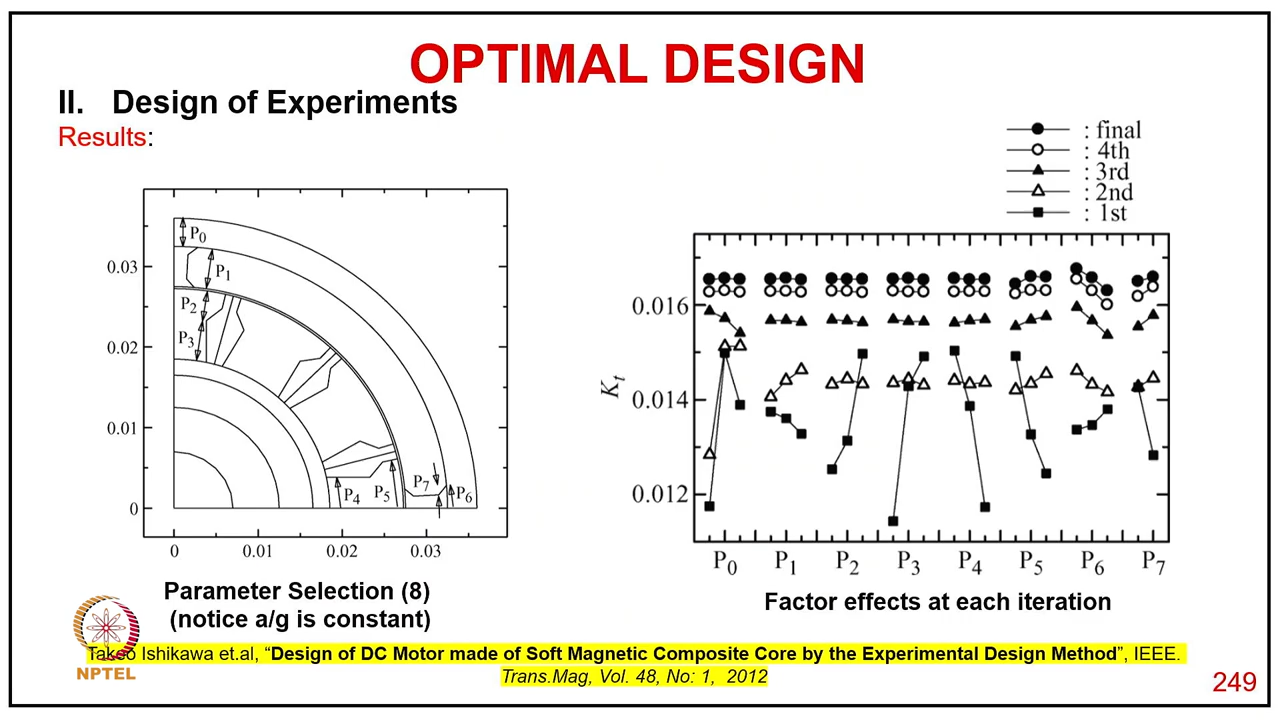 OPTIMAL DESIGN
II. Design of Experiments
Results:
: final
: 4th
: 3rd
: 2nd
: 1st
P0
P1
P2
P3
P4
P5
P7
P6
0.03
0.02
0.01
0
0 0.01 0.02 0.03
Kt
0.016
0.014
0.012
P0 P1 P2 P3 P4 P5 P6 P7
Parameter Selection (8)
(notice a/g is constant)
Factor effects at each iteration
Takeo Ishikawa et.al, “Design of DC Motor made of Soft Magnetic Composite Core by the Experimental Design Method”, IEEE.
Trans.Mag, Vol. 48, No: 1, 2012
NPTEL
249